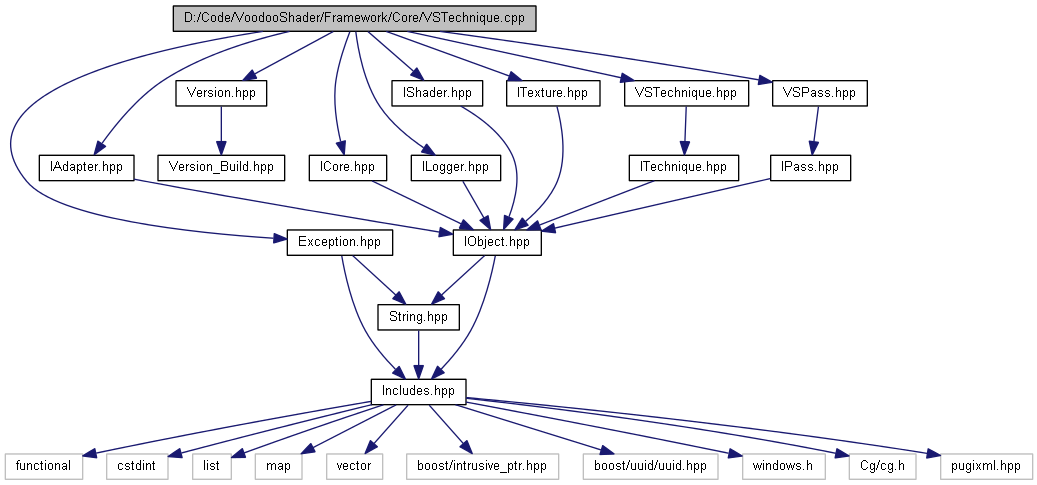 D:/Code/VoodooShader/Framework/Core/VSTechnique.cpp
Version.hpp
IShader.hpp
ITexture.hpp
VSTechnique.hpp
VSPass.hpp
IAdapter.hpp
Version_Build.hpp
ICore.hpp
ILogger.hpp
ITechnique.hpp
IPass.hpp
Exception.hpp
IObject.hpp
String.hpp
Includes.hpp
functional
cstdint
list
map
vector
boost/intrusive_ptr.hpp
boost/uuid/uuid.hpp
windows.h
Cg/cg.h
pugixml.hpp